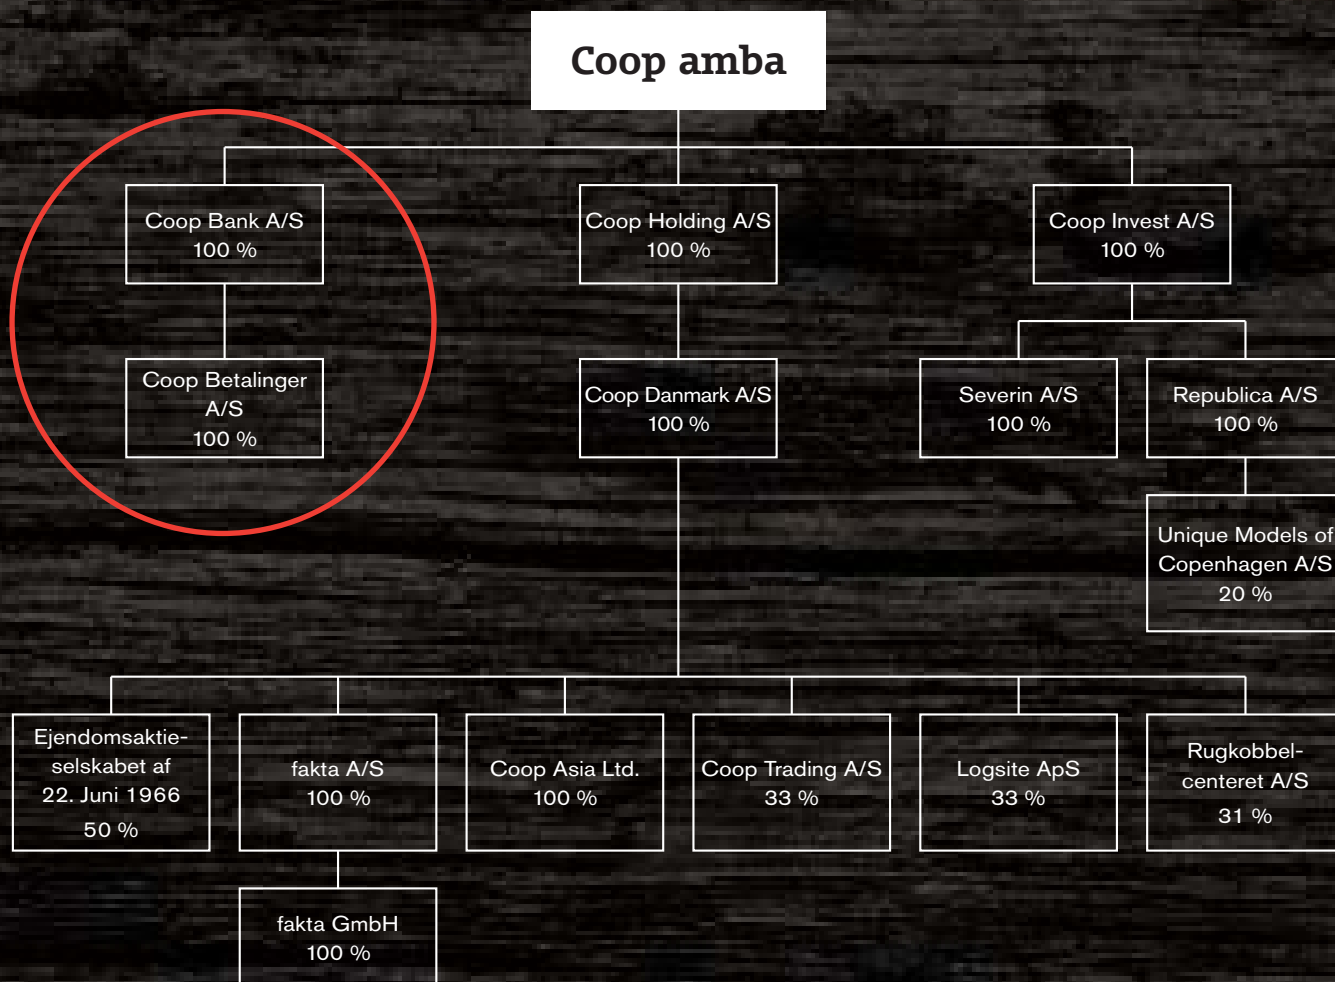 Coop amba
Coop Bank A/S
100 %
Coop Holding A/S
100 %
Coop Invest A/S
100 %
Coop Betalinger
A/S
100 %
Coop Danmark A/S
100 %
Severin A/S
100 %
Republica A/S
100 %
Unique Models of
Copenhagen A/S
20 %
Ejendomsaktie-
selskabet af
22. Juni 1966
50 %
fakta A/S
100 %
Coop Asia Ltd.
100 %
Coop Trading A/S
33 %
Logsite ApS
33 %
Rugkobbel-
centeret A/S
31 %
fakta GmbH
100 %